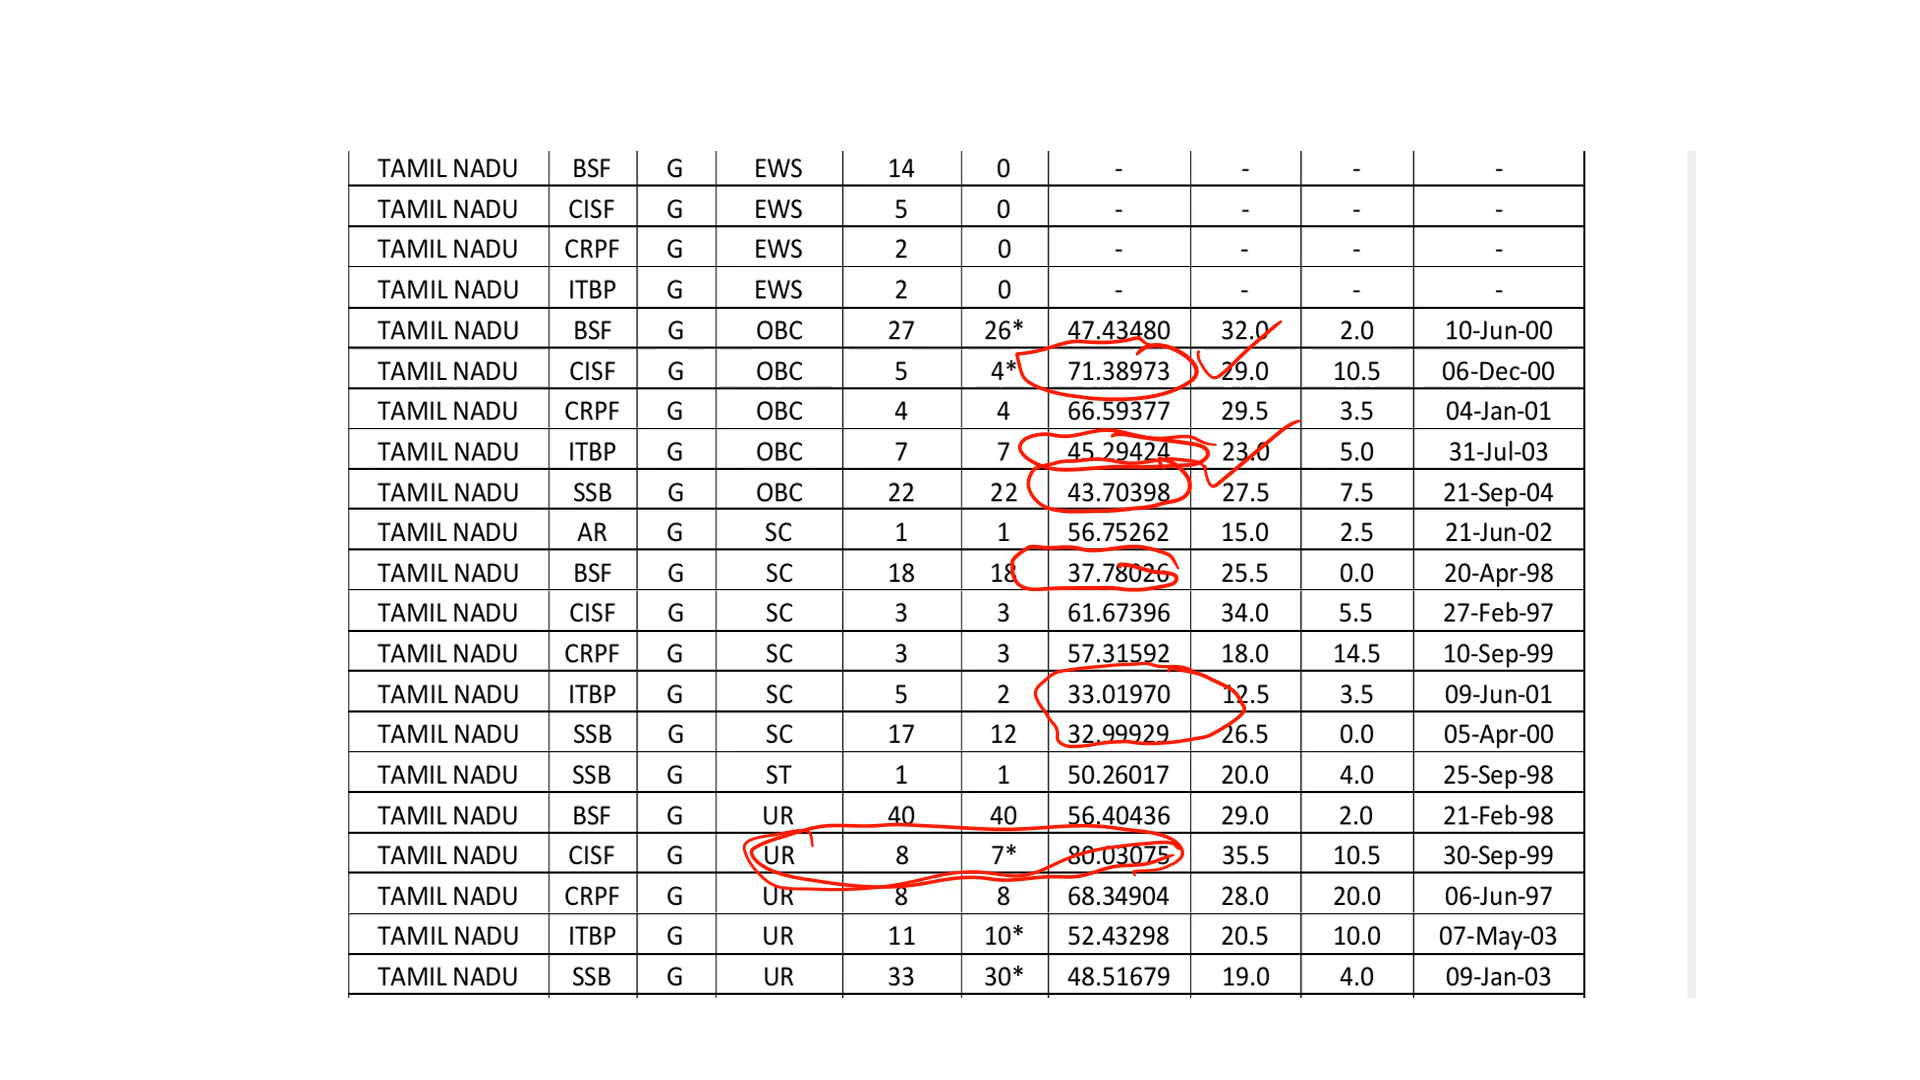 TAMIL NADU BSF G EWS 14 0 - - - -
TAMIL NADU CISF G EWS 5 0 - - - -
TAMIL NADU CRPF G EWS 2 0 - - - -
TAMIL NADU ITBP G EWS 2 0 - - - -
TAMIL NADU BSF G OBC 27 26* 47.43480 32.0 2.0 10-Jun-00
TAMIL NADU CISF G OBC 5 4* 71.38973 29.0 10.5 06-Dec-00
TAMIL NADU CRPF G OBC 4 4 66.59377 29.5 3.5 04-Jan-01
TAMIL NADU ITBP G OBC 7 7 45.29424 23.0 5.0 31-Jul-03
TAMIL NADU SSB G OBC 22 22 43.70398 27.5 7.5 21-Sep-04
TAMIL NADU AR G SC 1 1 56.75262 15.0 2.5 21-Jun-02
TAMIL NADU BSF G SC 18 18 37.78026 25.5 0.0 20-Apr-98
TAMIL NADU CISF G SC 3 3 61.67396 34.0 5.5 27-Feb-97
TAMIL NADU CRPF G SC 3 3 57.31592 18.0 14.5 10-Sep-99
TAMIL NADU ITBP G SC 5 2 33.01970 12.5 3.5 09-Jun-01
TAMIL NADU SSB G SC 17 12 32.99929 26.5 0.0 05-Apr-00
TAMIL NADU SSB G ST 1 1 50.26017 20.0 4.0 25-Sep-98
TAMIL NADU BSF G UR 40 40 56.40436 29.0 2.0 21-Feb-98
TAMIL NADU CISF G UR 8 7* 80.03075 35.5 10.5 30-Sep-99
TAMIL NADU CRPF G UR 8 8 68.34904 28.0 20.0 06-Jun-97
TAMIL NADU ITBP G UR 11 10* 52.43298 20.5 10.0 07-May-03
TAMIL NADU SSB G UR 33 30* 48.51679 19.0 4.0 09-Jan-03